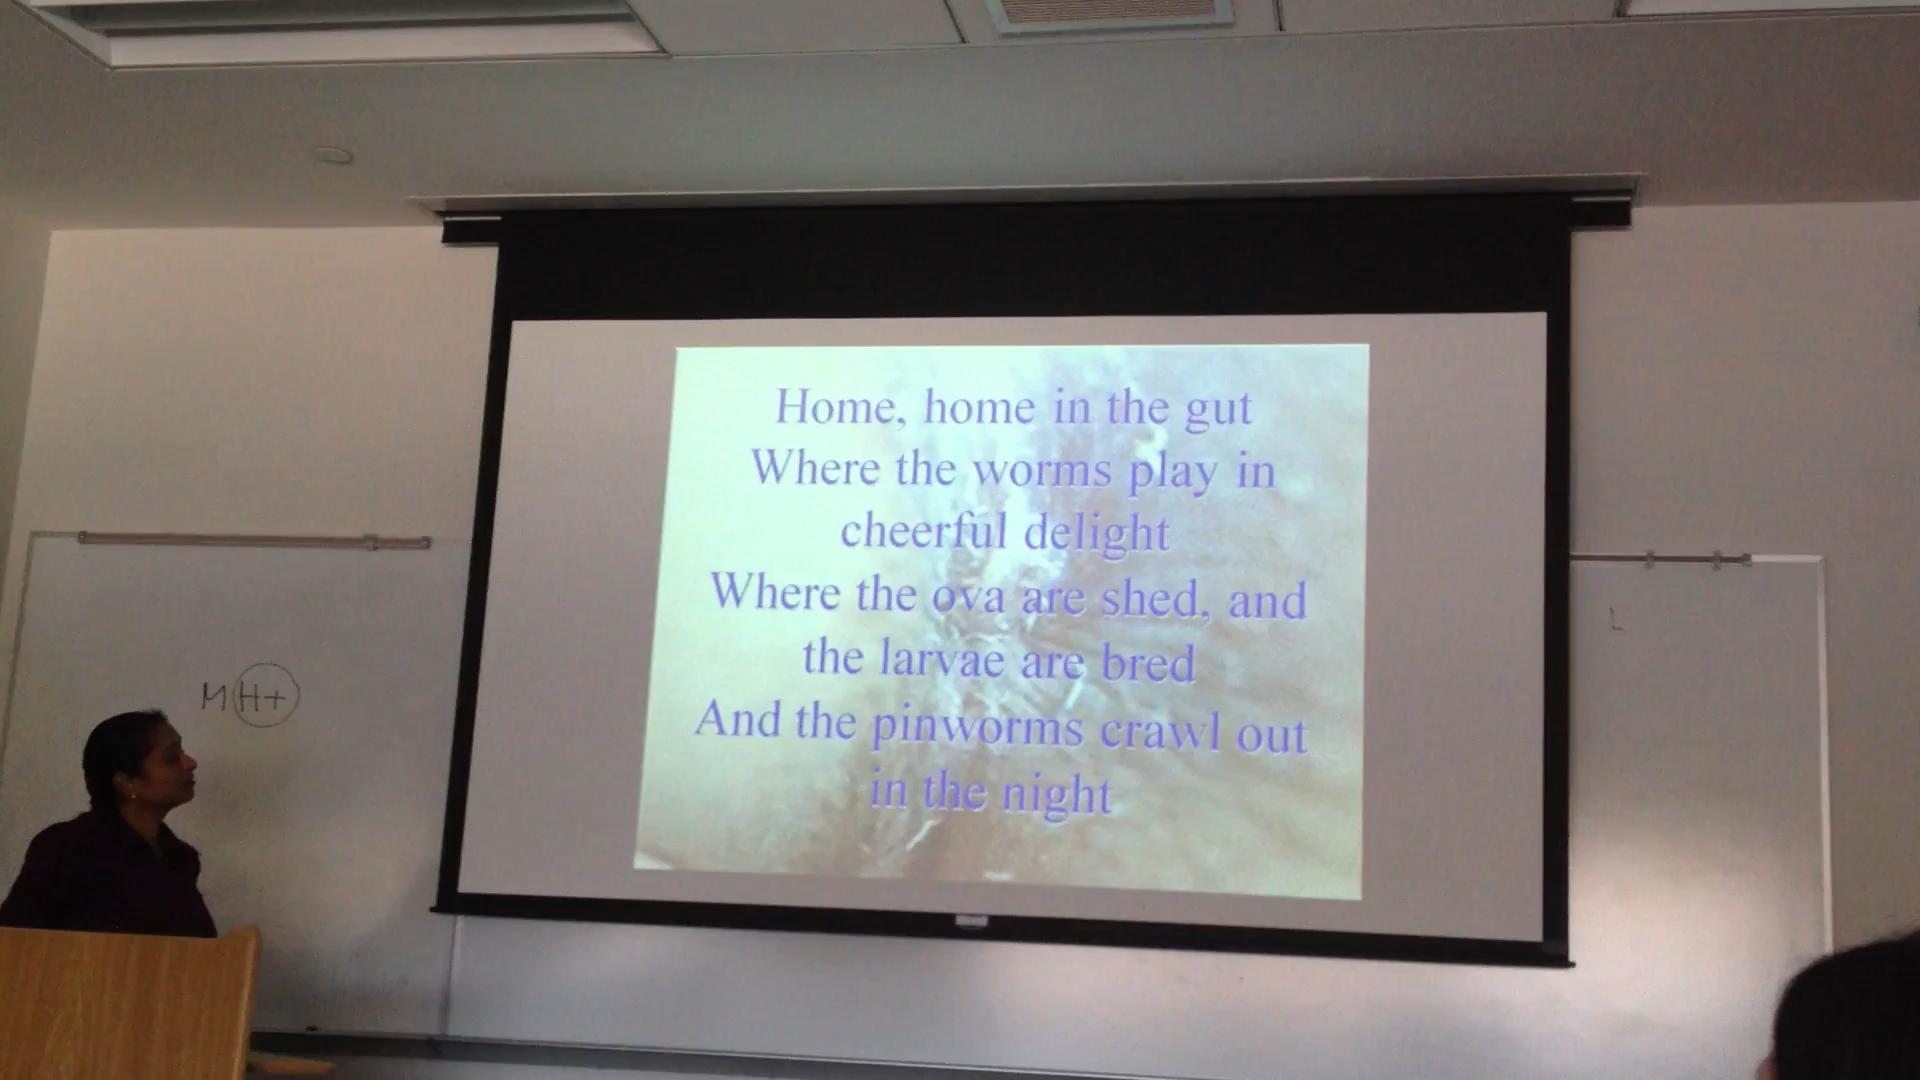 Home, home in the gut
Where the worms play in
cheerful delight
Where the ova are shed, and
the larvae are bred
And the pinworms crawl out
in the night
MH+
L